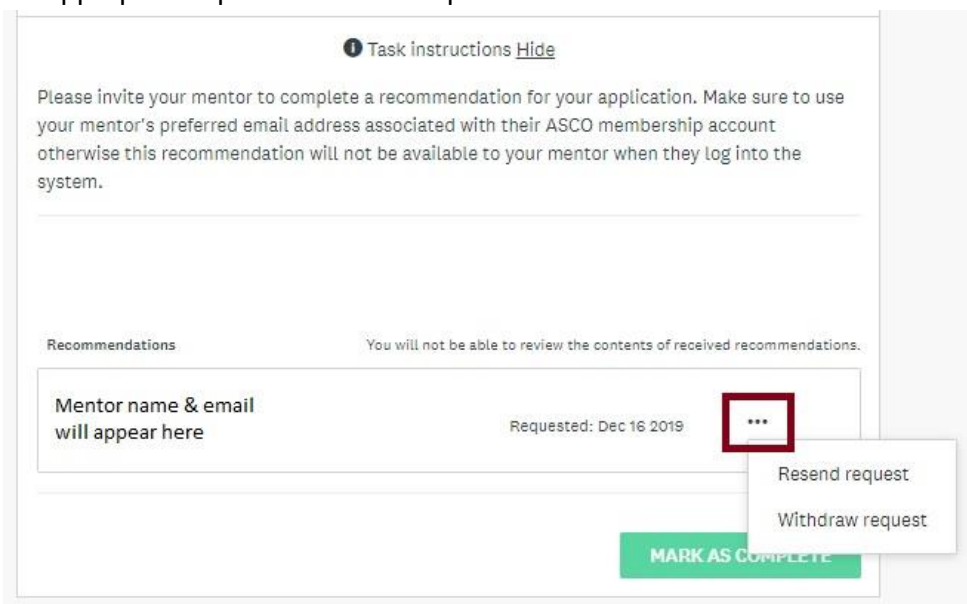 Task instructions Hide
Please invite your mentor to complete a recommendation for your application. Make sure to use
your mentor's preferred email address associated with their ASCO membership account
otherwise this recommendation will not be available to your mentor when they log into the
system.
Recommendations You will not be able to review the contents of received recommendations.
Mentor name & email
will appear here
Requested: Dec 16 2019 •••
Resend request
Withdraw request
MARK AS COMPLETE